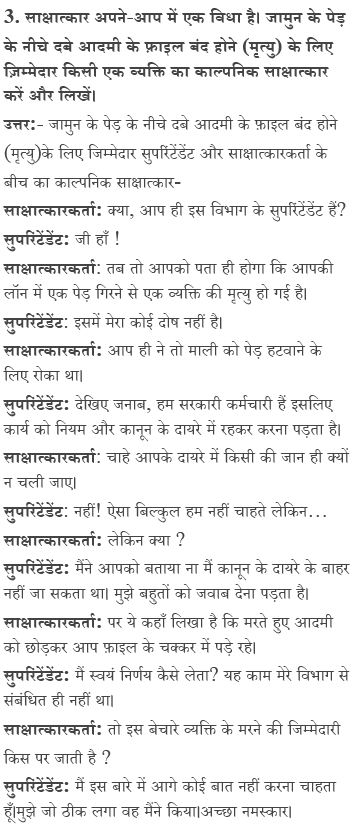 3. साक्षात्कार अपने-आप में एक विधा है। जामुन के पेड़
के नीचे दबे आदमी के फ़ाइल बंद होने (मृत्यु) के लिए
ज़िम्मेदार किसी एक व्यक्ति का काल्पनिक साक्षात्कार
करें और लिखें।
उत्तर:- जामुन के पेड़ के नीचे दबे आदमी के फ़ाइल बंद होने
(मृत्यु)के लिए जिम्मेदार सुपरिंटेंडेंट और साक्षात्कारकर्ता के
बीच का काल्पनिक साक्षात्कार-
साक्षात्कारकर्ता: क्या, आप ही इस विभाग के सुपरिंटेंडेंट हैं?
सुपरिंटेंडेंट: जी हाँ !
साक्षात्कारकर्ता: तब तो आपको पता ही होगा कि आपकी
लॉन में एक पेड़ गिरने से एक व्यक्ति की मृत्यु हो गई है।
सुपरिंटेंडेंट: इसमें मेरा कोई दोष नहीं है।
साक्षात्कारकर्ता: आप ही ने तो माली को पेड़ हटवाने के
लिए रोका था।
सुपरिंटेंडेंट: देखिए जनाब, हम सरकारी कर्मचारी हैं इसलिए
कार्य को नियम और कानून के दायरे में रहकर करना पड़ता है।
साक्षात्कारकर्ता: चाहे आपके दायरे में किसी की जान ही क्यों
न चली जाए।
सुपरिंटेंडेंट: नहीं! ऐसा बिल्कुल हम नहीं चाहते लेकिन...
साक्षात्कारकर्ता: लेकिन क्या ?
सुपरिंटेंडेंट: मैंने आपको बताया ना मैं कानून के दायरे के बाहर
नहीं जा सकता था। मुझे बहुतों को जवाब देना पड़ता है।
साक्षात्कारकर्ता: पर ये कहाँ लिखा है कि मरते हुए आदमी
को छोड़कर आप फ़ाइल के चक्कर में पड़े रहे।
सुपरिंटेंडेंट: मैं स्वयं निर्णय कैसे लेता? यह काम मेरे विभाग से
संबंधित ही नहीं था।
साक्षात्कारकर्ता: तो इस बेचारे व्यक्ति के मरने की जिम्मेदारी
किस पर जाती है ?
सुपरिंटेंडेंट: मैं इस बारे में आगे कोई बात नहीं करना चाहता
हूँ।मुझे जो ठीक लगा वह मैंने किया।अच्छा नमस्कार।